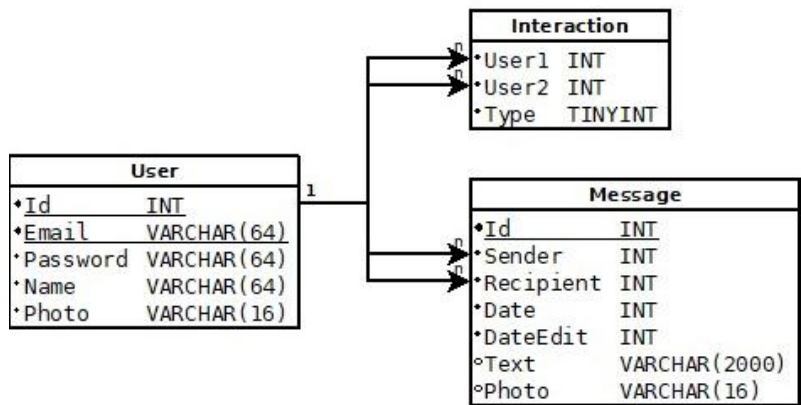 Interaction
n
User1 INT
n
User2 INT
Type TINYINT
User
1
Id INT
Email VARCHAR(64)
Password VARCHAR(64)
Name VARCHAR(64)
Photo VARCHAR(16)
Message
Id INT
n
Sender INT
n
Recipient INT
Date INT
DateEdit INT
Text VARCHAR(2000)
Photo VARCHAR(16)